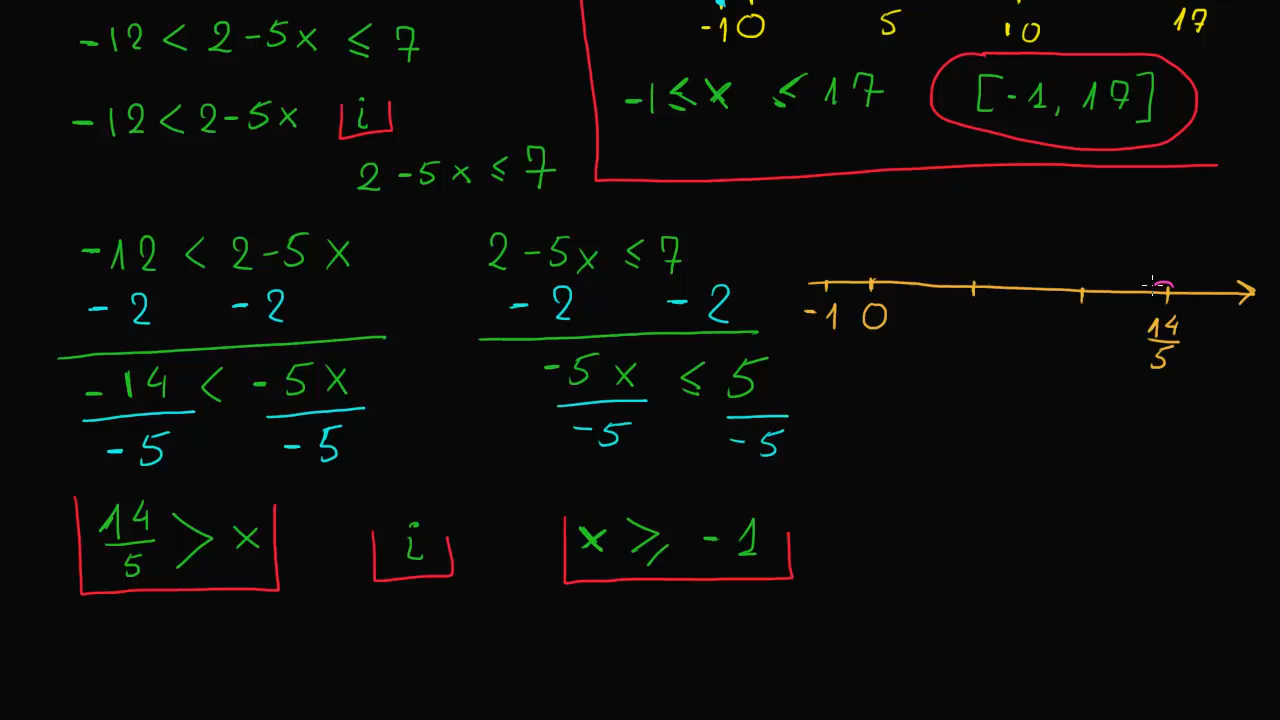 -12 < 2 - 5x ≤ 7
-12 < 2 - 5x i
2 - 5x ≤ 7
-10 5 10 17
-1 ≤ x ≤ 17 [-1, 17]
-12 < 2 - 5x
-2 -2
-14 < -5x
-5 -5
14/5 > x
i
2 - 5x ≤ 7
-2 -2
-5x ≤ 5
-5 -5
x ≥ -1
-1 0 14/5